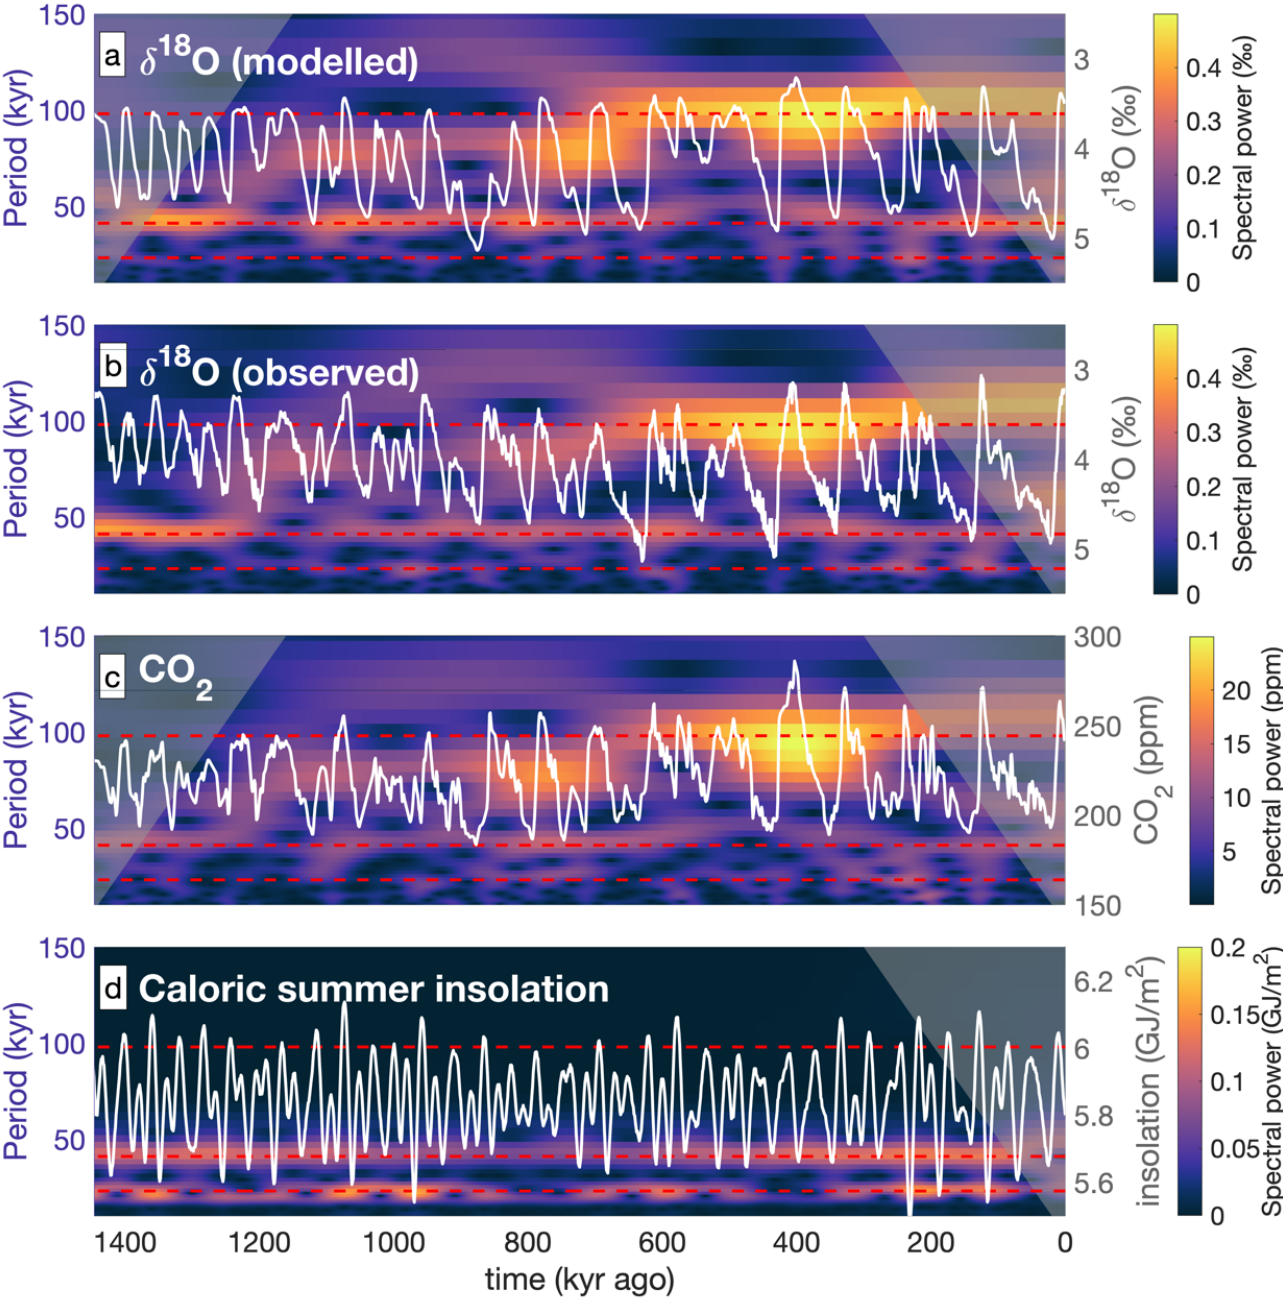 a δ¹⁸O (modelled)
150
100
50
Period (kyr)
3
4
5
δ¹⁸O (‰)
0.4
0.3
0.2
0.1
0
Spectral power (‰)
b δ¹⁸O (observed)
150
100
50
Period (kyr)
3
4
5
δ¹⁸O (‰)
0.4
0.3
0.2
0.1
0
Spectral power (‰)
c CO₂
150
100
50
Period (kyr)
300
250
200
150
CO₂ (ppm)
20
15
10
5
Spectral power (ppm)
d Caloric summer insolation
150
100
50
Period (kyr)
6.2
6
5.8
5.6
insolation (GJ/m²)
0.2
0.15
0.1
0.05
0
Spectral power (GJ/m²)
1400 1200 1000 800 600 400 200 0
time (kyr ago)